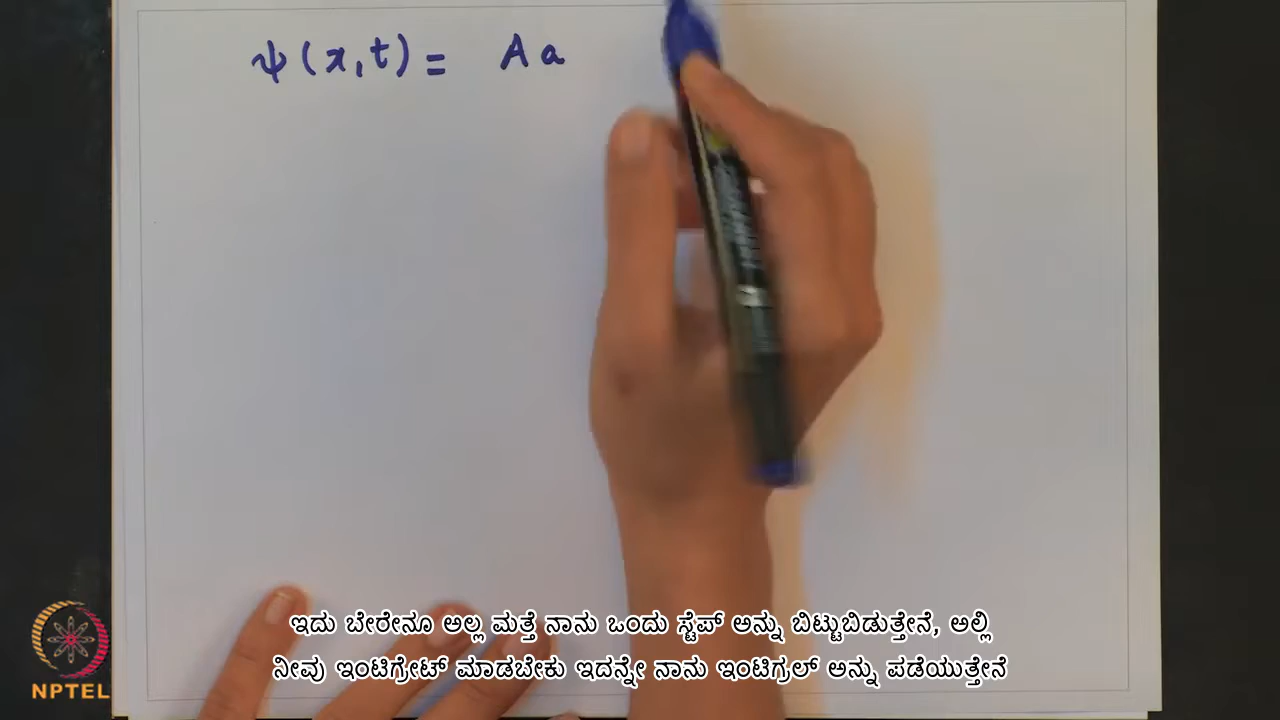 ψ(x,t) = A a
ಇದು ಬೇರೇನೂ ಅಲ್ಲ ಮತ್ತೆ ನಾನು ಒಂದು ಸ್ಟೆಪ್ ಅನ್ನು ಬಿಟ್ಟುಬಿಡುತ್ತೇನೆ, ಅಲ್ಲಿ
ನೀವು ಇಂಟಿಗ್ರೇಟ್ ಮಾಡಬೇಕು ಇದನ್ನೇ ನಾನು ಇಂಟಿಗ್ರಲ್ ಅನ್ನು ಪಡೆಯುತ್ತೇನೆ
NPTEL